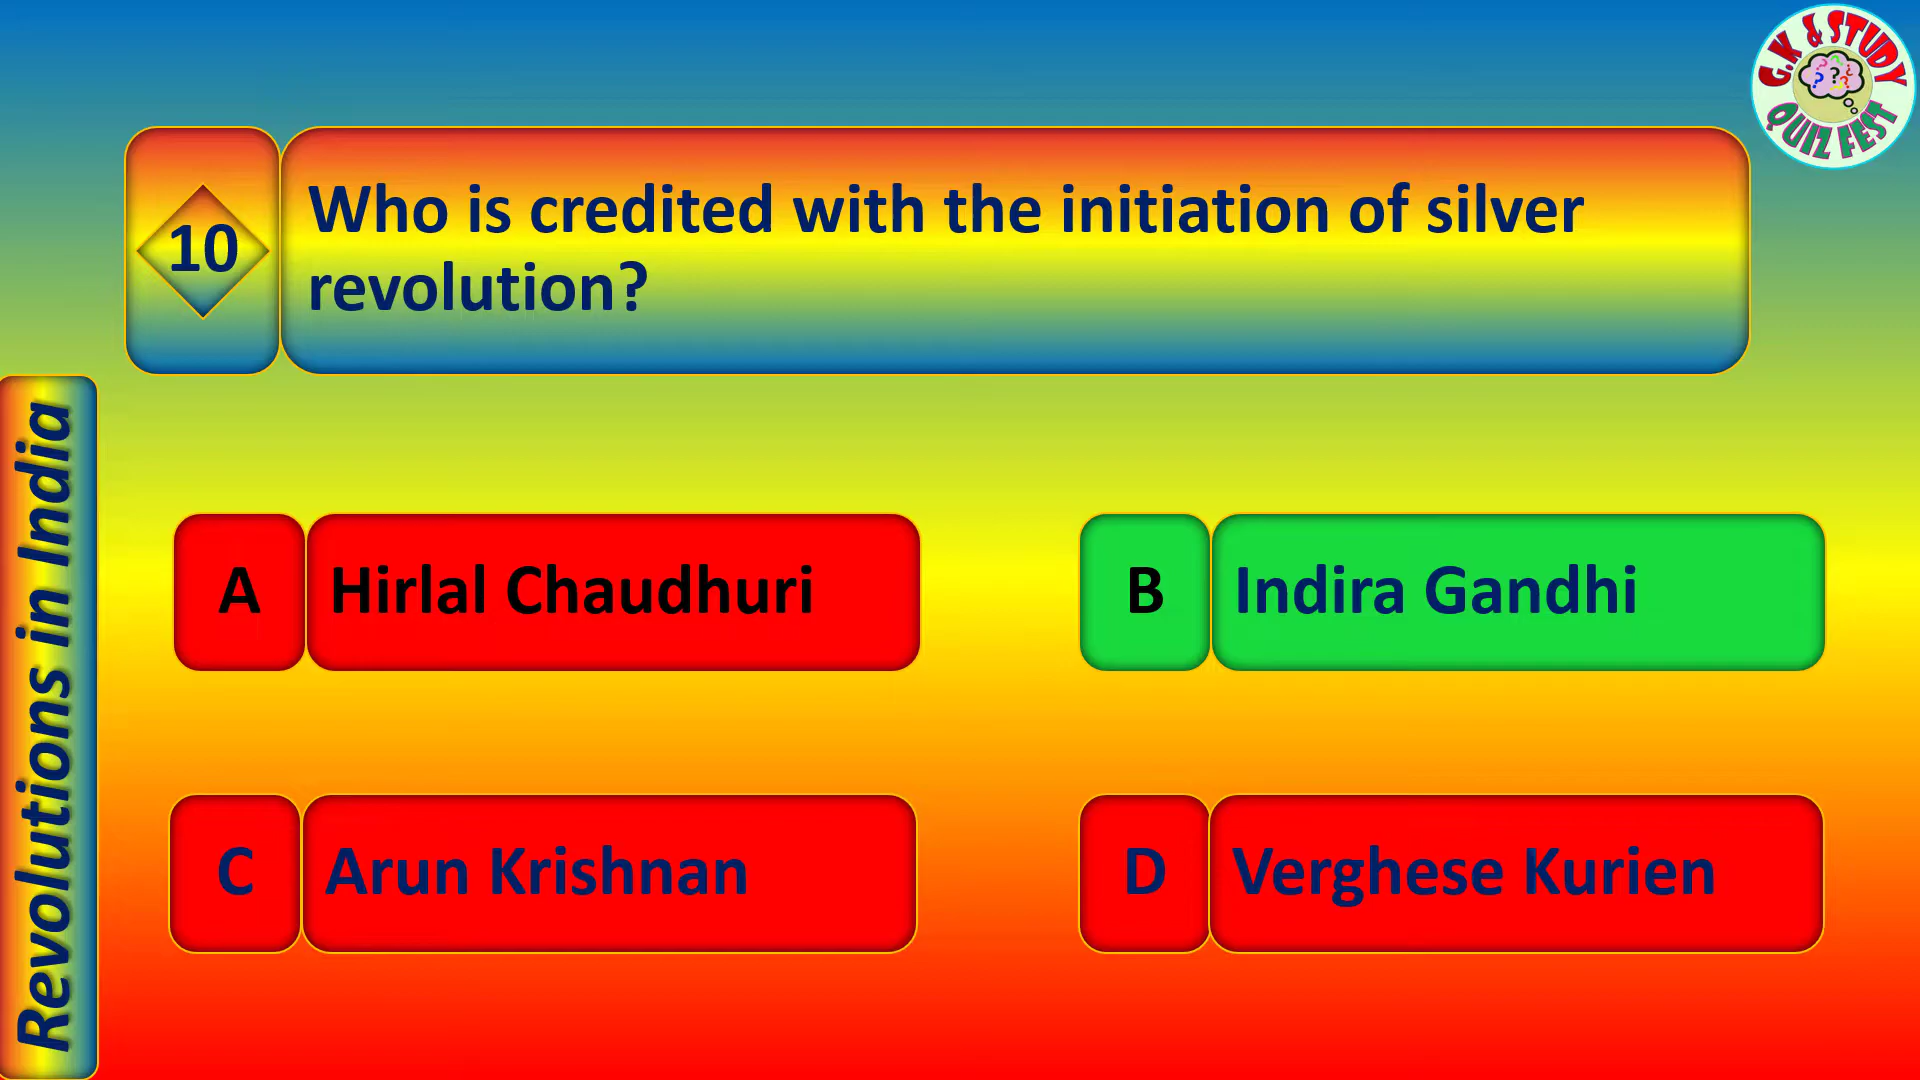 G.K & STUDY
QUIZ FEST
10
Who is credited with the initiation of silver
revolution?
Revolutions in India
A
Hirlal Chaudhuri
B
Indira Gandhi
C
Arun Krishnan
D
Verghese Kurien